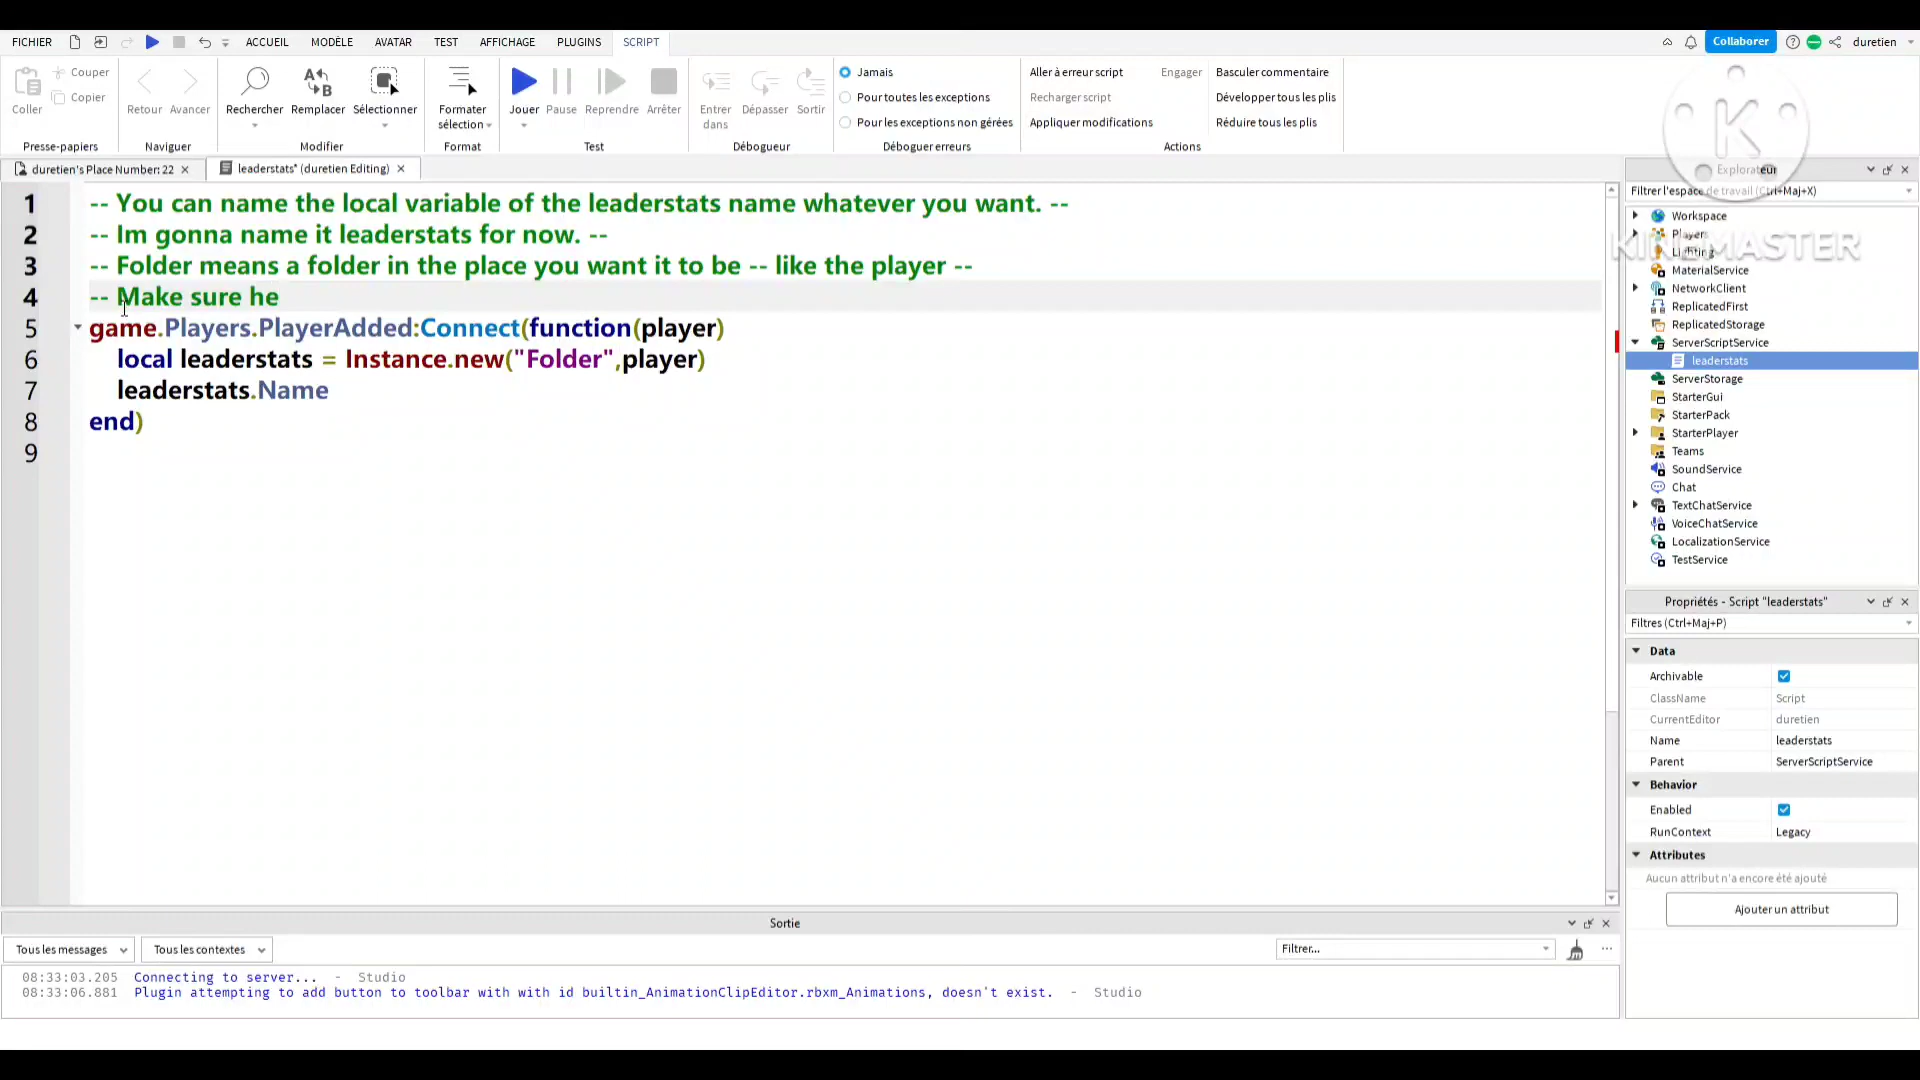 FICHIER ACCUEIL MODÈLE AVATAR TEST AFFICHAGE PLUGINS SCRIPT Collaborer duretien
Coller
Couper
Copier
Presse-papiers
Retour Avancer
Naviguer
Rechercher Remplacer Sélectionner
Modifier
Formater
sélection
Format
Jouer Pause Reprendre Arrêter
Test
Entrer
dans
Dépasser Sortir
Débogueur
Jamais
Pour toutes les exceptions
Pour les exceptions non gérées
Déboguer erreurs
Aller à erreur script
Recharger script
Appliquer modifications
Engager
Basculer commentaire
Développer tous les plis
Réduire tous les plis
Actions
K
KINEMASTER
duretien's Place Number: 22
leaderstats* (duretien Editing)
1 -- You can name the local variable of the leaderstats name whatever you want. --
2 -- Im gonna name it leaderstats for now. --
3 -- Folder means a folder in the place you want it to be -- like the player --
4 -- Make sure he
5 game.Players.PlayerAdded:Connect(function(player)
6 local leaderstats = Instance.new("Folder",player)
7 leaderstats.Name
8 end)
9
Explorateur
Filtrer l'espace de travail (Ctrl+Maj+X)
Workspace
Players
Lighting
MaterialService
NetworkClient
ReplicatedFirst
ReplicatedStorage
ServerScriptService
leaderstats
ServerStorage
StarterGui
StarterPack
StarterPlayer
Teams
SoundService
Chat
TextChatService
VoiceChatService
LocalizationService
TestService
Propriétés - Script "leaderstats"
Filtres (Ctrl+Maj+P)
Data
Archivable
ClassName Script
CurrentEditor duretien
Name leaderstats
Parent ServerScriptService
Behavior
Enabled
RunContext Legacy
Attributes
Aucun attribut n'a encore été ajouté
Ajouter un attribut
Sortie
Tous les messages Tous les contextes Filtrer... ...
08:33:03.205 Connecting to server... - Studio
08:33:06.881 Plugin attempting to add button to toolbar with with id builtin_AnimationClipEditor.rbxm_Animations, doesn't exist. - Studio